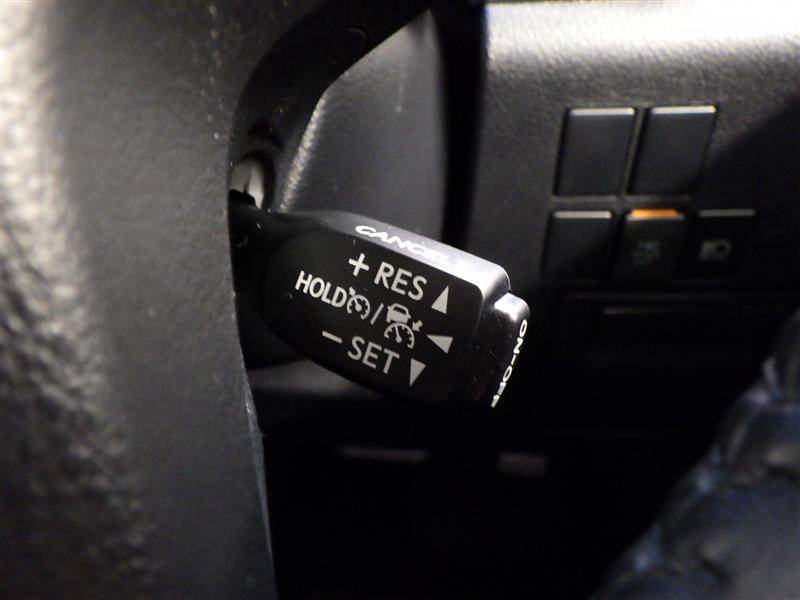 CANCEL
+ RES ▲
HOLD / ◀
− SET ▼
ON-OFF